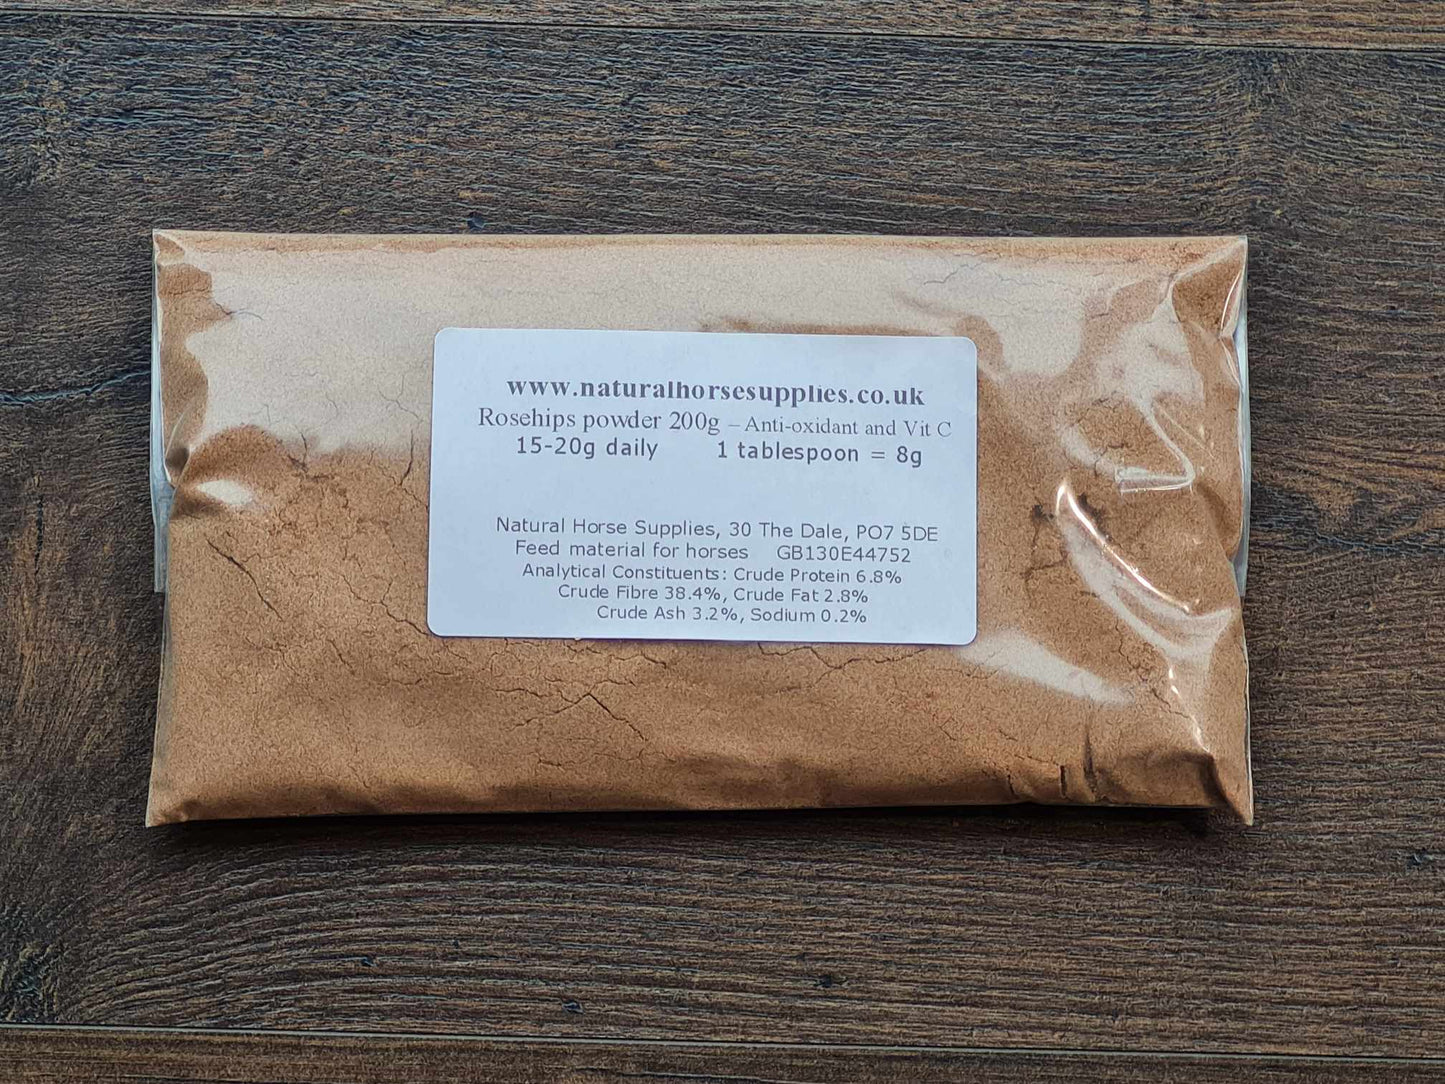 www.naturalhorsesupplies.co.uk
Rosehips powder 200g – Anti-oxidant and Vit C
15-20g daily 1 tablespoon = 8g
Natural Horse Supplies, 30 The Dale, PO7 5DE
Feed material for horses GB130E44752
Analytical Constituents: Crude Protein 6.8%
Crude Fibre 38.4%, Crude Fat 2.8%
Crude Ash 3.2%, Sodium 0.2%